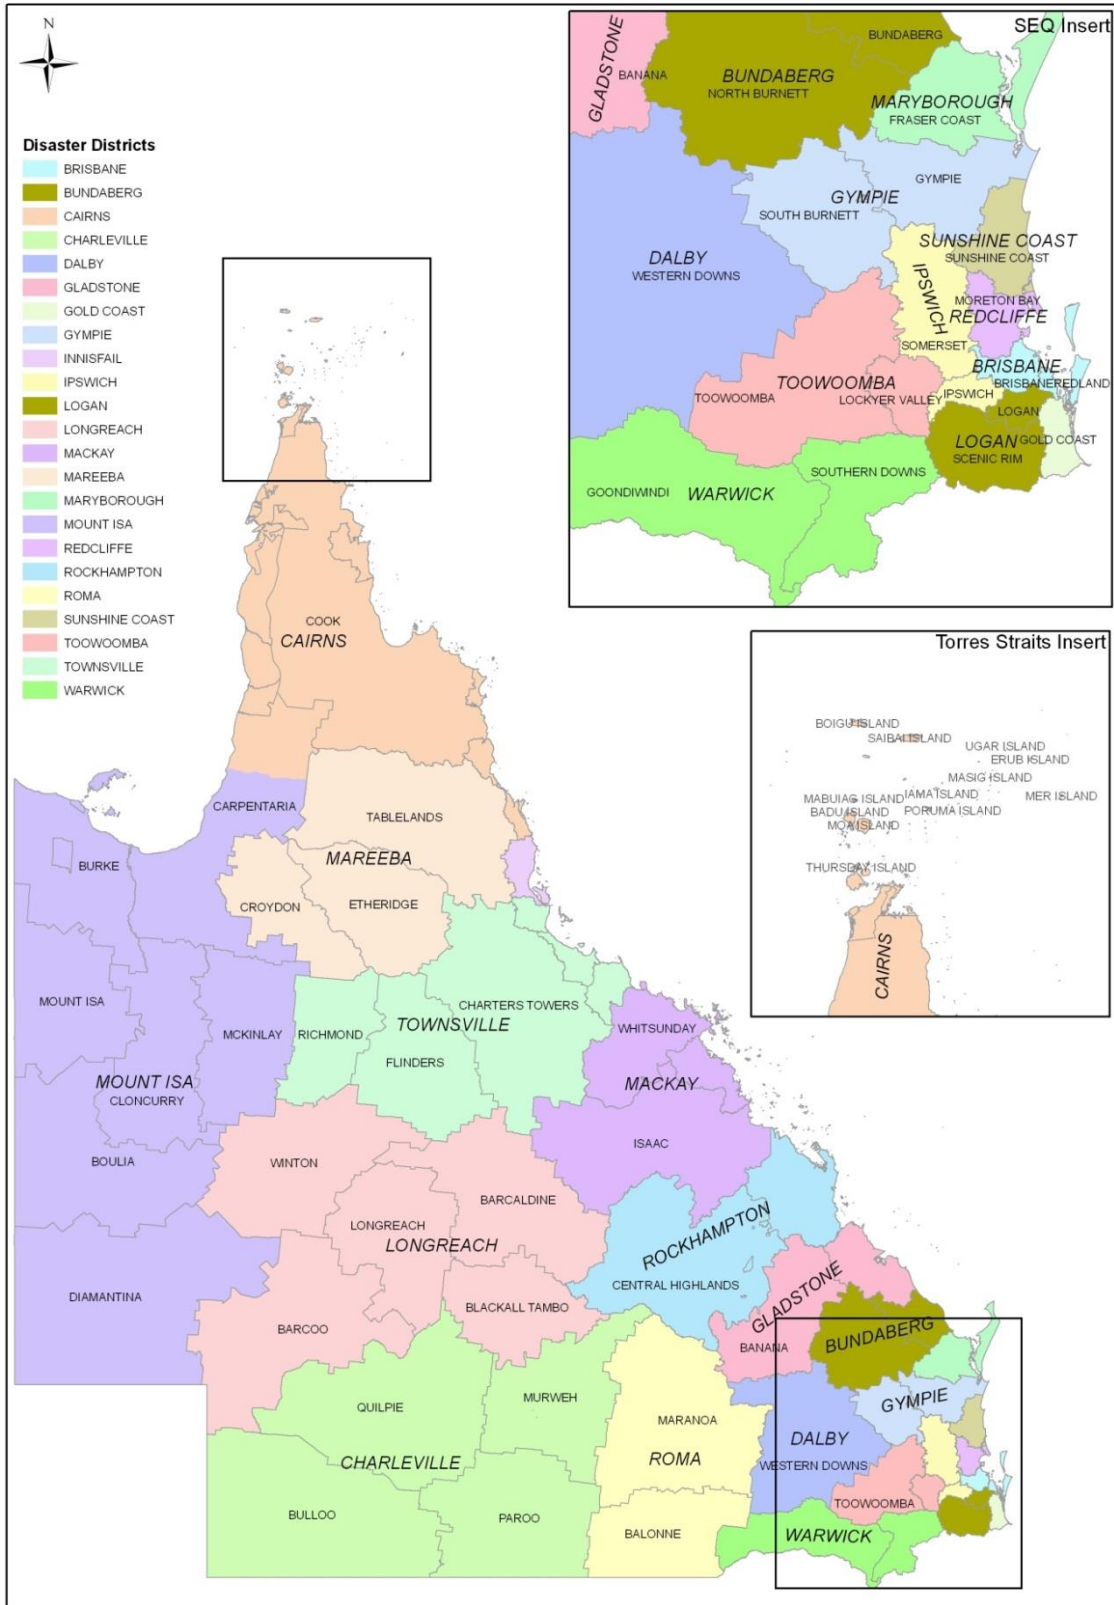 N
Disaster Districts
BRISBANE
BUNDABERG
CAIRNS
CHARLEVILLE
DALBY
GLADSTONE
GOLD COAST
GYMPIE
INNISFAIL
IPSWICH
LOGAN
LONGREACH
MACKAY
MAREEBA
MARYBOROUGH
MOUNT ISA
REDCLIFFE
ROCKHAMPTON
ROMA
SUNSHINE COAST
TOOWOOMBA
TOWNSVILLE
WARWICK
SEQ Insert
BUNDABERG
GLADSTONE
BANANA
BUNDABERG
NORTH BURNETT
MARYBOROUGH
FRASER COAST
GYMPIE
GYMPIE
SOUTH BURNETT
SUNSHINE COAST
SUNSHINE COAST
DALBY
WESTERN DOWNS
IPSWICH
MORETON BAY
REDCLIFFE
SOMERSET
BRISBANE
BRISBANE
REDLAND
TOOWOOMBA
TOOWOOMBA
LOCKYER VALLEY
IPSWICH
LOGAN
LOGAN
GOLD COAST
SCENIC RIM
SOUTHERN DOWNS
GOONDIWINDI
WARWICK
Torres Straits Insert
BOIGU ISLAND
SAIBAI ISLAND
UGAR ISLAND
ERUB ISLAND
MASIG ISLAND
MABUIAG ISLAND
IAMA ISLAND
MER ISLAND
BADU ISLAND
PORUMA ISLAND
MOA ISLAND
THURSDAY ISLAND
CAIRNS
COOK
CAIRNS
CARPENTARIA
TABLELANDS
BURKE
MAREEBA
CROYDON
ETHERIDGE
MOUNT ISA
MCKINLAY
RICHMOND
CHARTERS TOWERS
TOWNSVILLE
FLINDERS
WHITSUNDAY
MOUNT ISA
CLONCURRY
MACKAY
BOULIA
WINTON
ISAAC
BARCALDINE
LONGREACH
LONGREACH
ROCKHAMPTON
CENTRAL HIGHLANDS
DIAMANTINA
BARCOO
BLACKALL TAMBO
GLADSTONE
BANANA
BUNDABERG
QUILPIE
MURWEH
MARANOA
GYMPIE
CHARLEVILLE
ROMA
DALBY
WESTERN DOWNS
BULLOO
PAROO
BALONNE
TOOWOOMBA
WARWICK